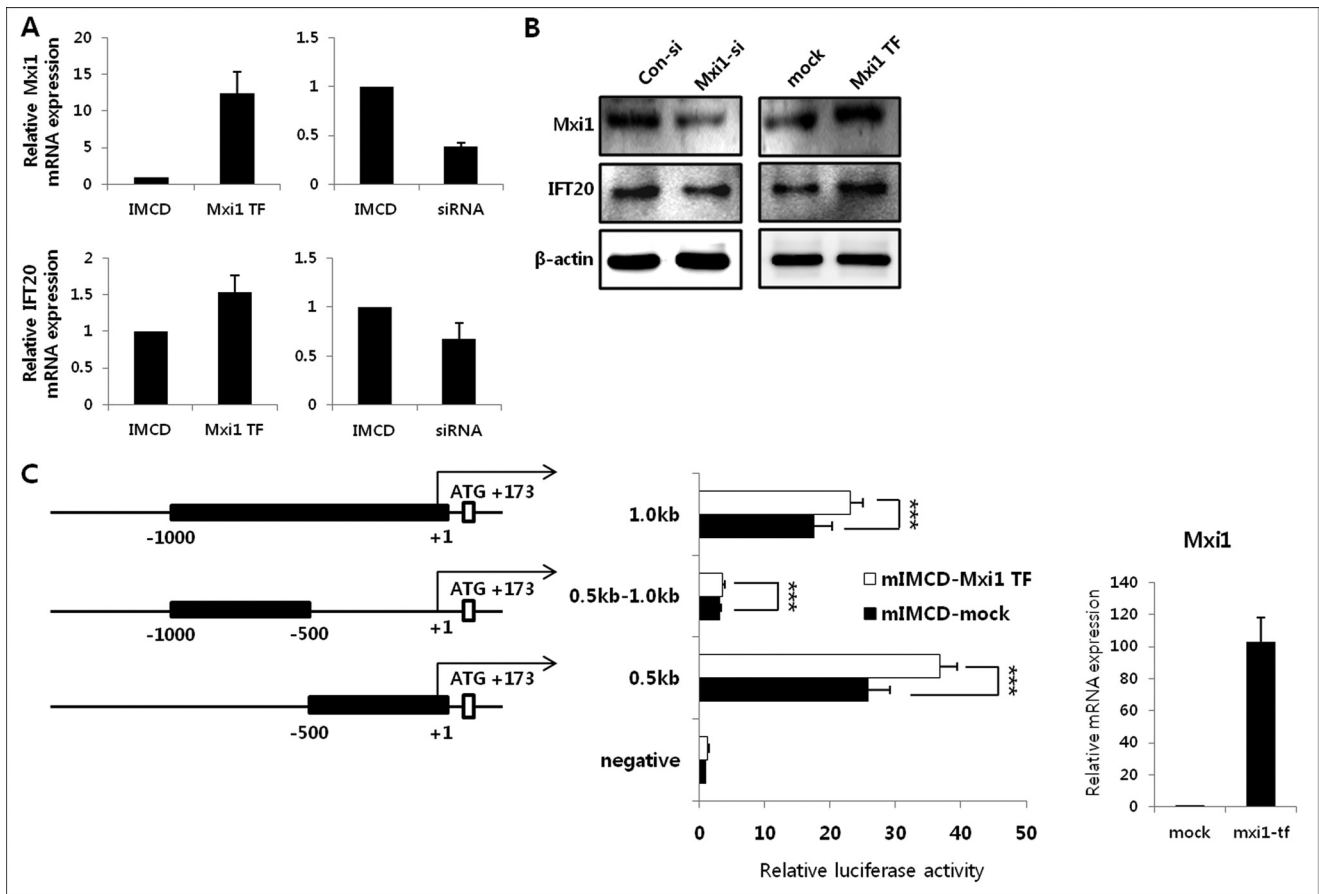 A
Relative Mxi1
mRNA expression
20
15
10
5
0
IMCD
Mxi1 TF
1.5
1
0.5
0
IMCD
siRNA
Relative IFT20
mRNA expression
2
1.5
1
0.5
0
IMCD
Mxi1 TF
1.5
1
0.5
0
IMCD
siRNA
B
Con-si
Mxi1-si
mock
Mxi1 TF
Mxi1
IFT20
β-actin
C
ATG +173
-1000
+1
ATG +173
-1000
-500
+1
ATG +173
-500
+1
1.0kb
0.5kb-1.0kb
0.5kb
negative
****
****
****
mIMCD-Mxi1 TF
mIMCD-mock
0
10
20
30
40
50
Relative luciferase activity
Mxi1
Relative mRNA expression
140
120
100
80
60
40
20
0
mock
mxi1-tf